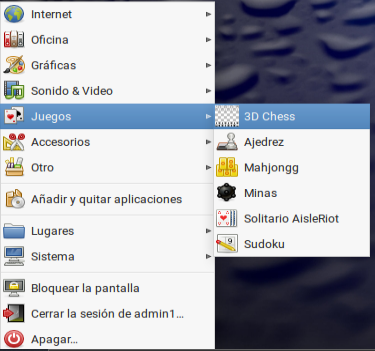 Internet
Oficina
Gráficas
Sonido & Video
Juegos
Accesorios
Otro
Añadir y quitar aplicaciones
Lugares
Sistema
Bloquear la pantalla
Cerrar la sesión de admin1...
Apagar...
3D Chess
Ajedrez
Mahjongg
Minas
Solitario AisleRiot
Sudoku